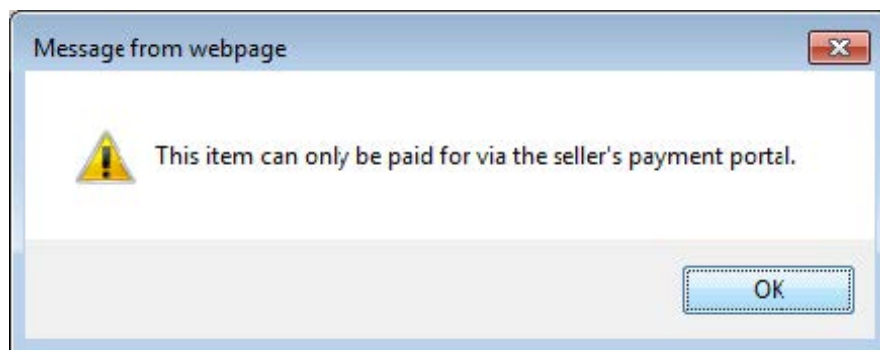 Message from webpage
This item can only be paid for via the seller's payment portal.
OK